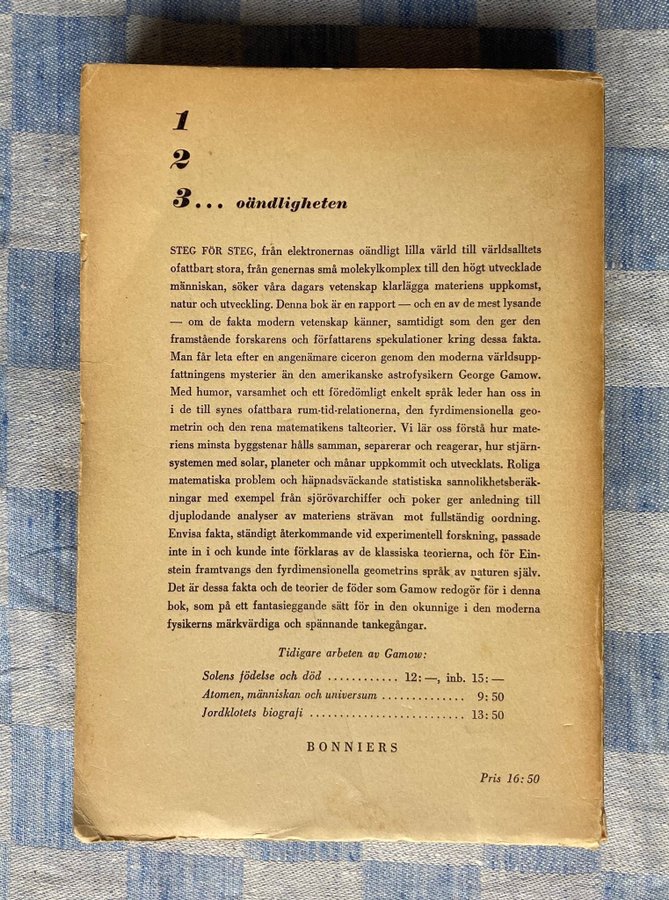 1
2
3... oändligheten
STEG FÖR STEG, från elektronernas oändligt lilla värld till världsalltets
ofattbart stora, från genernas små molekylkomplex till den högt utvecklade
människan, söker våra dagars vetenskap klarlägga materiens uppkomst,
natur och utveckling. Denna bok är en rapport — och en av de mest lysande
— om de fakta modern vetenskap känner, samtidigt som den ger den
framstående forskarens och författarens spekulationer kring dessa fakta.
Man får leta efter en angenämare ciceron genom den moderna världsupp-
fattningens mysterier än den amerikanske astrofysikern George Gamow.
Med humor, varsamhet och ett föredömligt enkelt språk leder han oss in
i de till synes ofattbara rum-tid-relationerna, den fyrdimensionella geo-
metrin och den rena matematikens talteorier. Vi lär oss förstå hur mate-
riens minsta byggstenar hålls samman, separerar och reagerar, hur stjärn-
systemen med solar, planeter och månar uppkommit och utvecklats. Roliga
matematiska problem och häpnadsväckande statistiska sannolikhetsberäk-
ningar med exempel från sjörövarchiffer och poker ger anledning till
djuplodande analyser av materiens strävan mot fullständig oordning.
Envisa fakta, ständigt återkommande vid experimentell forskning, passade
inte in i och kunde inte förklaras av de klassiska teorierna, och för Ein-
stein framtvangs den fyrdimensionella geometrins språk av naturen själv.
Det är dessa fakta och de teorier de föder som Gamow redogör för i denna
bok, som på ett fantasieggande sätt för in den okunnige i den moderna
fysikerns märkvärdiga och spännande tankegångar.
Tidigare arbeten av Gamow:
Solens födelse och död ............ 12: —, inb. 15: —
Atomen, människan och universum .............. 9: 50
Jordklotets biografi .......................... 13: 50
BONNIERS
Pris 16: 50